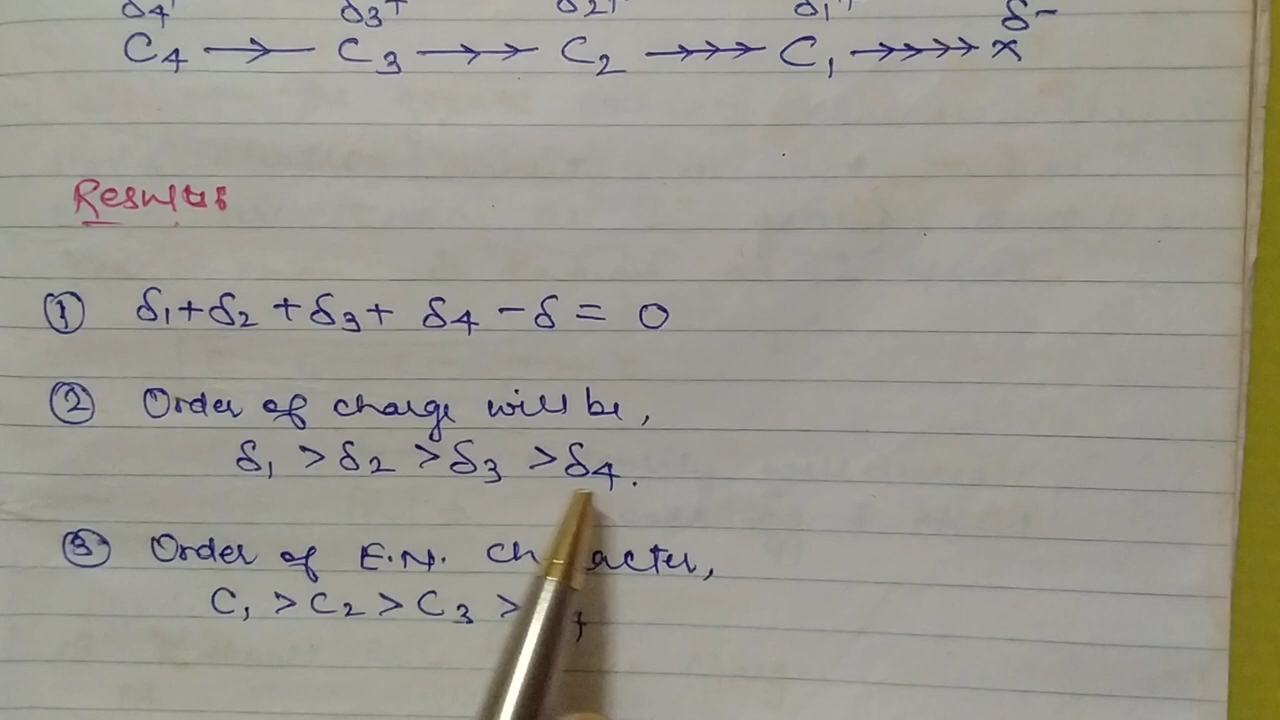 δ4+ δ3+ δ2+ δ1+ δ-
C4 → C3 →> C2 →>> C1 →>>> x
Results
① δ1+δ2+δ3+ δ4-δ= 0
② Order of charge will be,
δ1 >δ2 >δ3 >δ4.
③ Order of E.N.
C1 >C2>C3 >